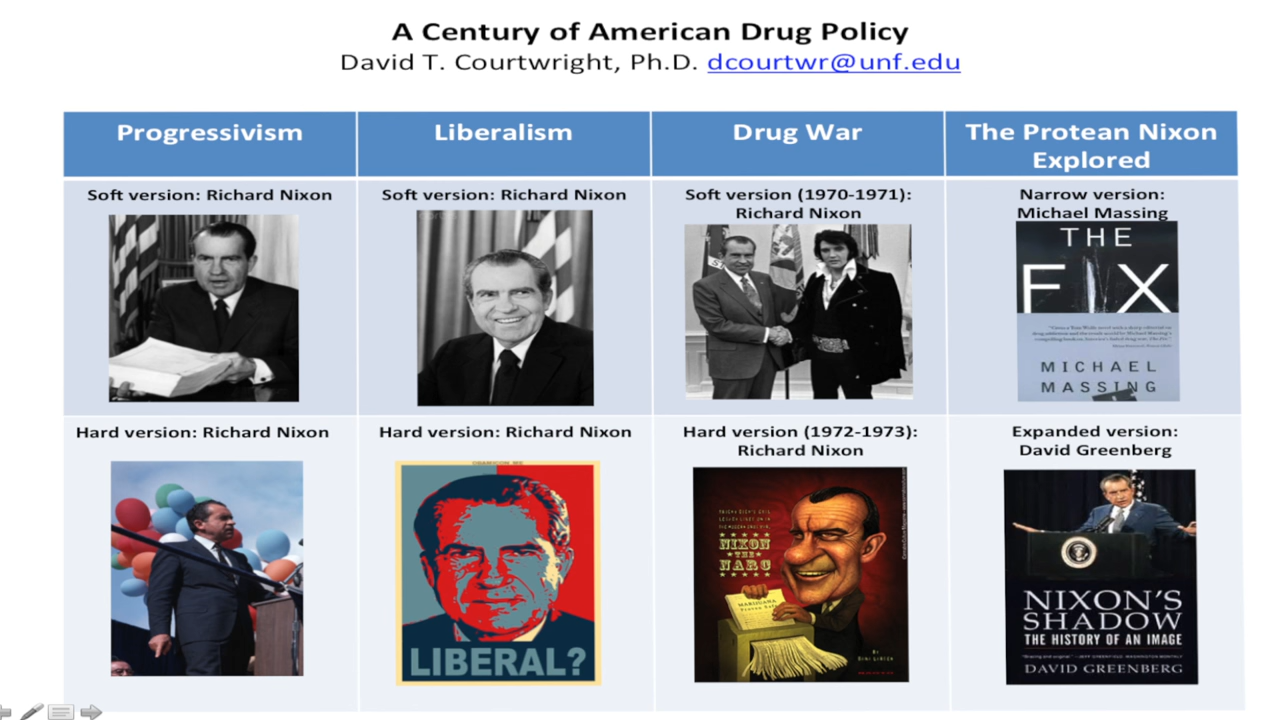 A Century of American Drug Policy
David T. Courtwright, Ph.D. dcourtwr@unf.edu
Progressivism
Liberalism
Drug War
The Protean Nixon
Explored
Soft version: Richard Nixon
Soft version: Richard Nixon
Soft version (1970-1971):
Richard Nixon
Narrow version:
Michael Massing
THE
F X
MICHAEL
MASSING
Hard version: Richard Nixon
Hard version: Richard Nixon
Hard version (1972-1973):
Richard Nixon
Expanded version:
David Greenberg
LIBERAL?
NIXON
THE
NARC
MARIJUANA
NIXON'S
SHADOW
THE HISTORY OF AN IMAGE
DAVID GREENBERG